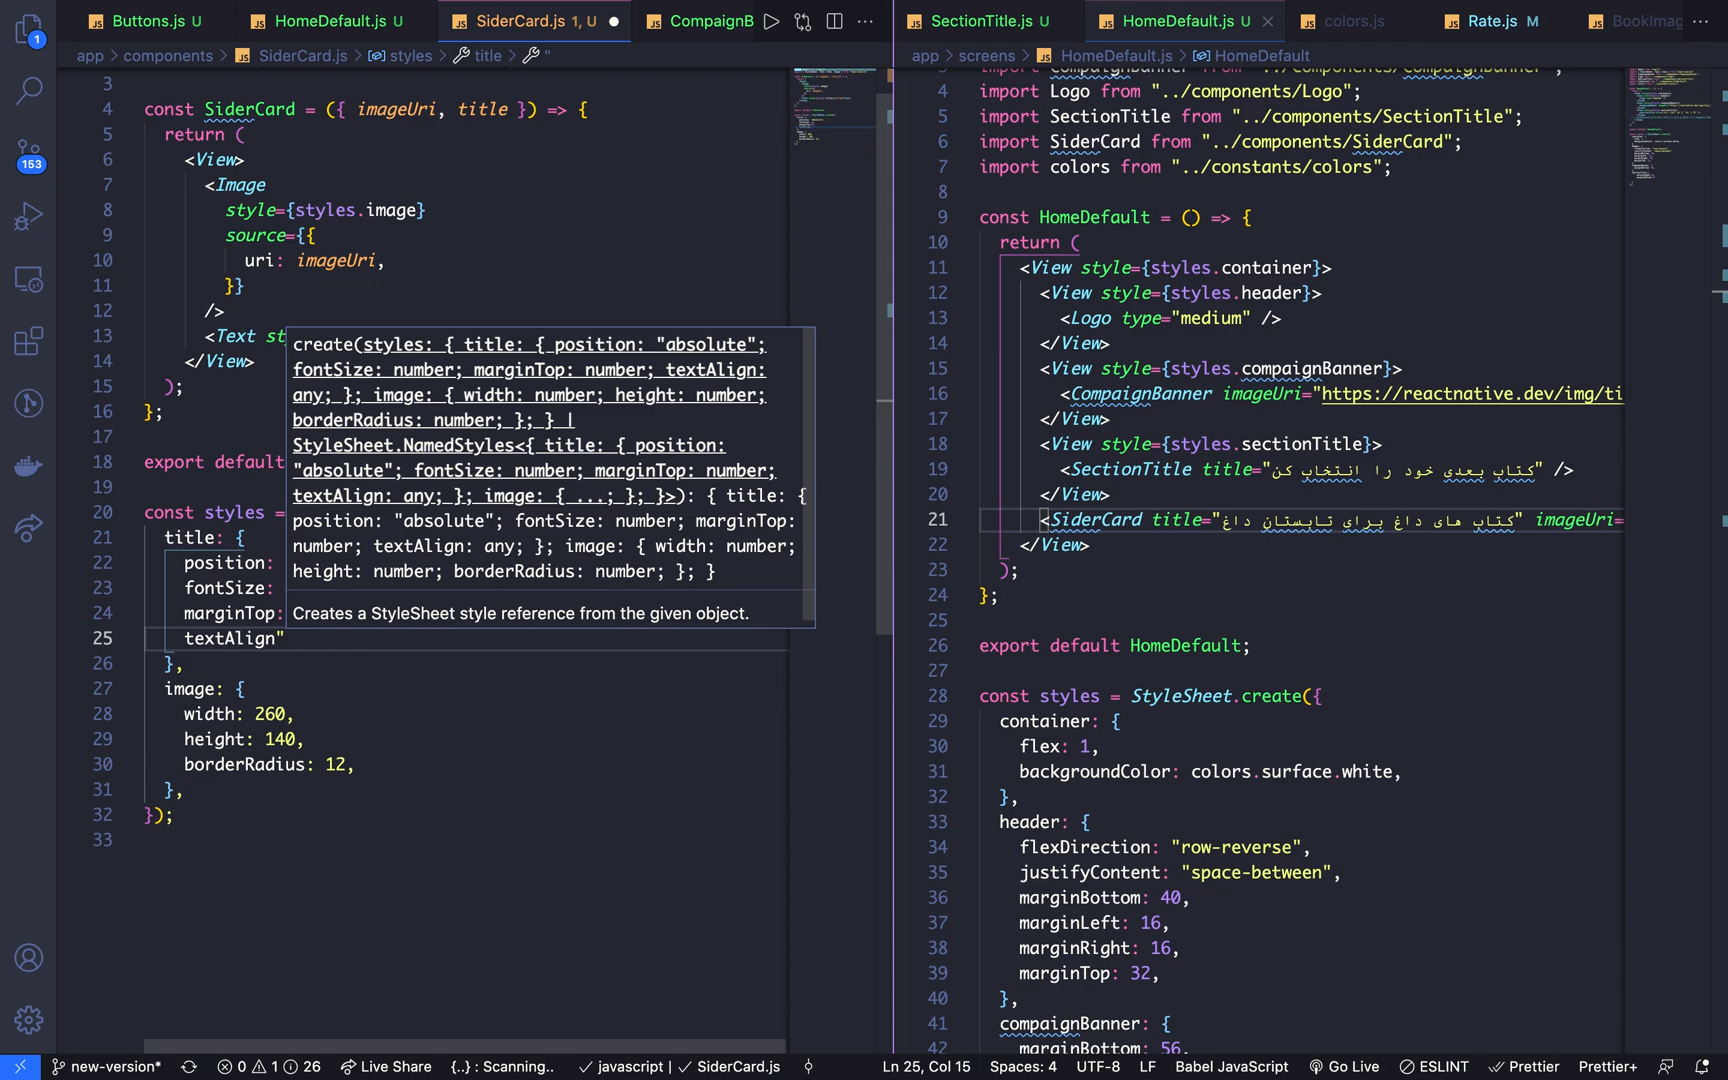 Buttons.js U
HomeDefault.js U
SiderCard.js 1, U
CompaignB
SectionTitle.js U
HomeDefault.js U
colors.js
Rate.js M
BookImag
app > components > SiderCard.js > styles > title > "
app > screens > HomeDefault.js > HomeDefault
3
4 const SiderCard = ({ imageUri, title }) => {
5 return (
6 <View>
7 <Image
8 style={styles.image}
9 source={{
10 uri: imageUri,
11 }}
12 />
13 <Text st
14 </View>
15 );
16 };
17
18 export default
19
20 const styles =
21 title: {
22 position:
23 fontSize:
24 marginTop:
25 textAlign"
26 },
27 image: {
28 width: 260,
29 height: 140,
30 borderRadius: 12,
31 },
32 });
33
create(styles: { title: { position: "absolute";
fontSize: number; marginTop: number; textAlign:
any; }; image: { width: number; height: number;
borderRadius: number; }; } |
StyleSheet.NamedStyles<{ title: { position:
"absolute"; fontSize: number; marginTop: number;
textAlign: any; }; image: { ...; }; }>): { title: {
position: "absolute"; fontSize: number; marginTop:
number; textAlign: any; }; image: { width: number;
height: number; borderRadius: number; }; }
Creates a StyleSheet style reference from the given object.
import CompaignBanner from "../components/CompaignBanner";
4 import Logo from "../components/Logo";
5 import SectionTitle from "../components/SectionTitle";
6 import SiderCard from "../components/SiderCard";
7 import colors from "../constants/colors";
8
9 const HomeDefault = () => {
10 return (
11 <View style={styles.container}>
12 <View style={styles.header}>
13 <Logo type="medium" />
14 </View>
15 <View style={styles.compaignBanner}>
16 <CompaignBanner imageUri="https://reactnative.dev/img/ti
17 </View>
18 <View style={styles.sectionTitle}>
19 <SectionTitle title="کتاب بعدی خود را انتخاب کن" />
20 </View>
21 <SiderCard title="کتاب های داغ برای تابستان داغ" imageUri=
22 </View>
23 );
24 };
25
26 export default HomeDefault;
27
28 const styles = StyleSheet.create({
29 container: {
30 flex: 1,
31 backgroundColor: colors.surface.white,
32 },
33 header: {
34 flexDirection: "row-reverse",
35 justifyContent: "space-between",
36 marginBottom: 40,
37 marginLeft: 16,
38 marginRight: 16,
39 marginTop: 32,
40 },
41 compaignBanner: {
42 marginBottom: 56,
1
153
new-version*
0 1 26
Live Share
{..} : Scanning..
javascript | SiderCard.js
Ln 25, Col 15
Spaces: 4
UTF-8
LF
Babel JavaScript
Go Live
ESLINT
Prettier
Prettier+